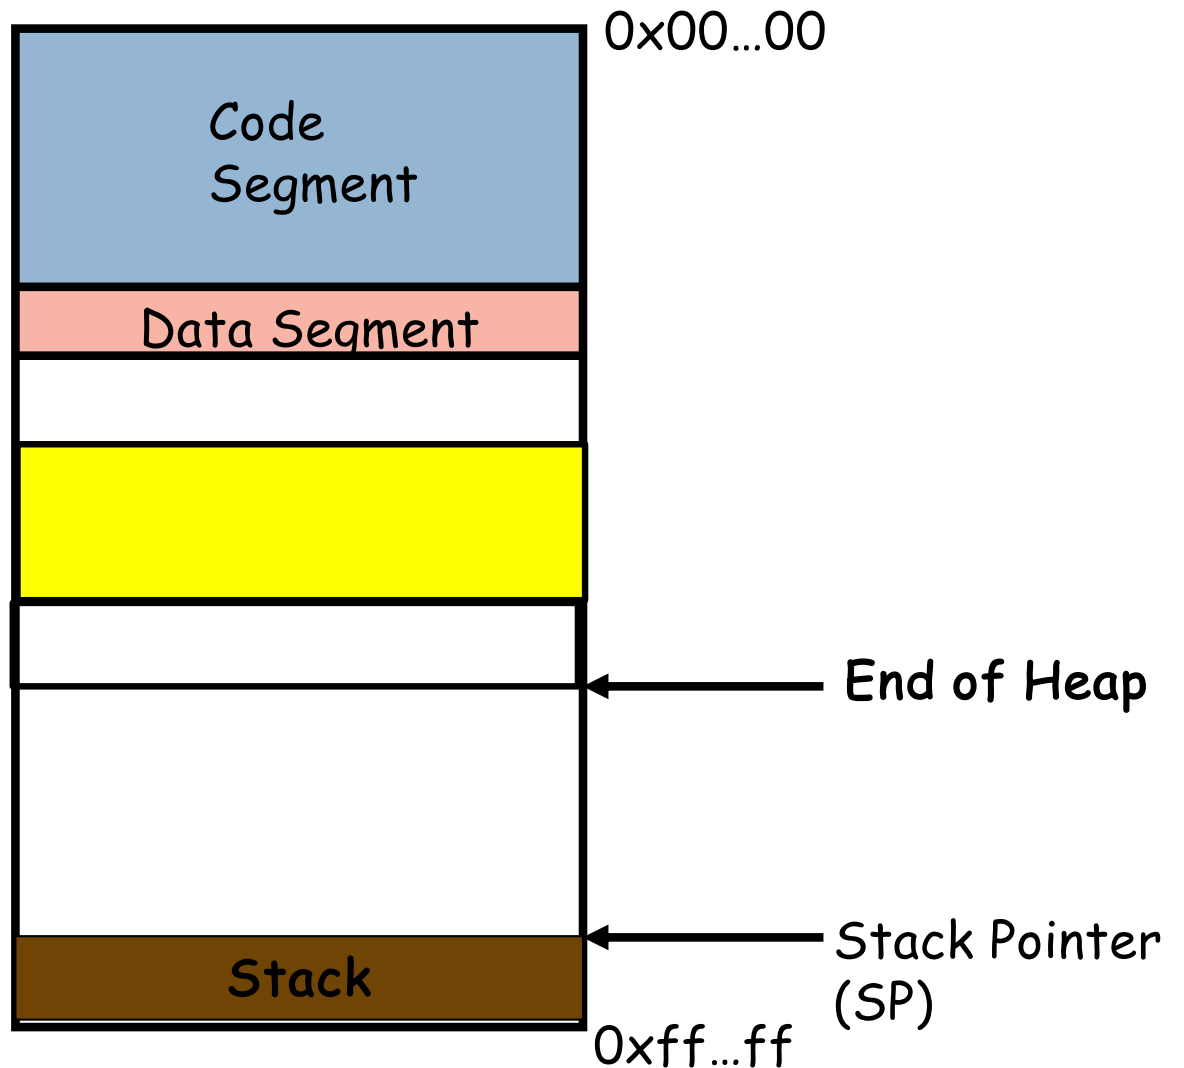 0x00...00
Code
Segment
Data Segment
End of Heap
Stack Pointer
(SP)
Stack
0xff...ff